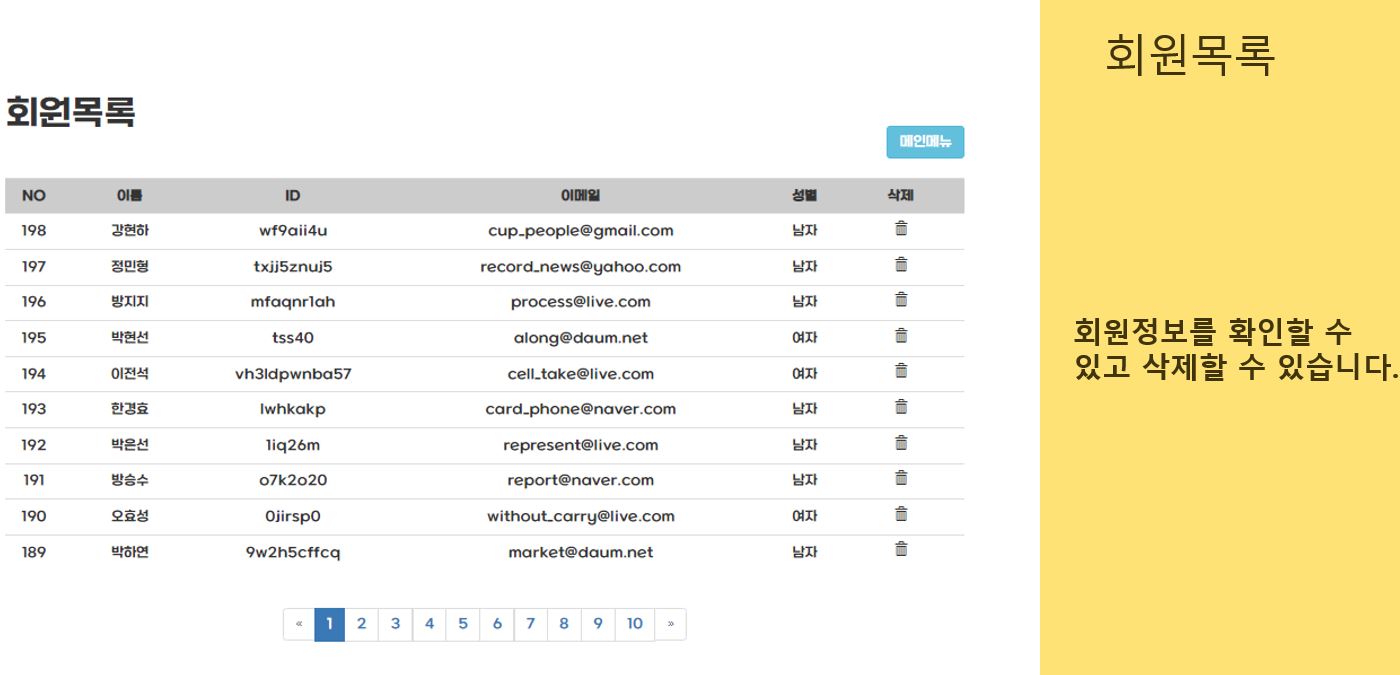 회원목록
메인메뉴
NO 이름 ID 이메일 성별 삭제
198 강현하 wf9aii4u cup_people@gmail.com 남자
197 정민형 txjj5znuj5 record_news@yahoo.com 남자
196 방지지 mfaqnr1ah process@live.com 남자
195 박현선 tss40 along@daum.net 여자
194 이전석 vh3ldpwnba57 cell_take@live.com 여자
193 한경효 lwhkakp card_phone@naver.com 남자
192 박은선 1iq26m represent@live.com 남자
191 방승수 o7k2o20 report@naver.com 남자
190 오효성 0jirsp0 without_carry@live.com 여자
189 박하연 9w2h5cffcq market@daum.net 남자
« 1 2 3 4 5 6 7 8 9 10 »
회원목록
회원정보를 확인할 수
있고 삭제할 수 있습니다.